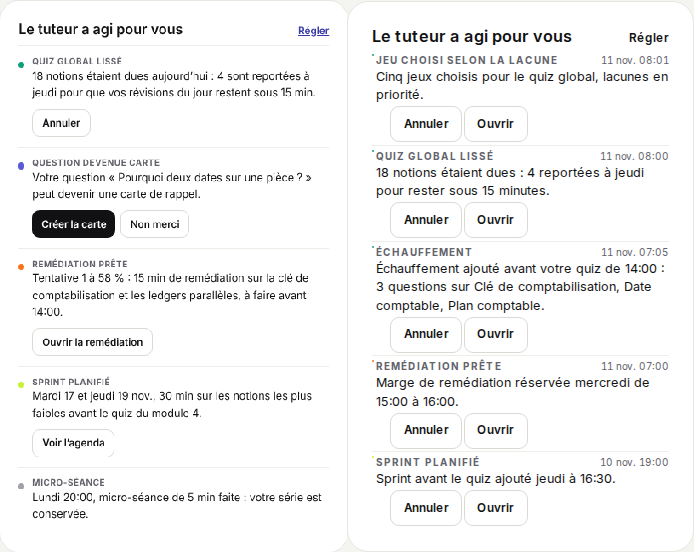 Le tuteur a agi pour vous
Régler
QUIZ GLOBAL LISSÉ
18 notions étaient dues aujourd'hui : 4 sont reportées à
jeudi pour que vos révisions du jour restent sous 15 min.
Annuler
QUESTION DEVENUE CARTE
Votre question « Pourquoi deux dates sur une pièce ? »
peut devenir une carte de rappel.
Créer la carte
Non merci
REMÉDIATION PRÊTE
Tentative 1 à 58 % : 15 min de remédiation sur la clé de
comptabilisation et les ledgers parallèles, à faire avant
14:00.
Ouvrir la remédiation
SPRINT PLANIFIÉ
Mardi 17 et jeudi 19 nov., 30 min sur les notions les plus
faibles avant le quiz du module 4.
Voir l'agenda
MICRO-SÉANCE
Lundi 20:00, micro-séance de 5 min faite : votre série est
conservée.
Le tuteur a agi pour vous
Régler
JEU CHOISI SELON LA LACUNE
11 nov. 08:01
Cinq jeux choisis pour le quiz global, lacunes en
priorité.
Annuler
Ouvrir
QUIZ GLOBAL LISSÉ
11 nov. 08:00
18 notions étaient dues : 4 reportées à jeudi
pour rester sous 15 minutes.
Annuler
Ouvrir
ÉCHAUFFEMENT
11 nov. 07:05
Échauffement ajouté avant votre quiz de 14:00 :
3 questions sur Clé de comptabilisation, Date
comptable, Plan comptable.
Annuler
Ouvrir
REMÉDIATION PRÊTE
11 nov. 07:00
Marge de remédiation réservée mercredi de
15:00 à 16:00.
Annuler
Ouvrir
SPRINT PLANIFIÉ
10 nov. 19:00
Sprint avant le quiz ajouté jeudi à 16:30.
Annuler
Ouvrir